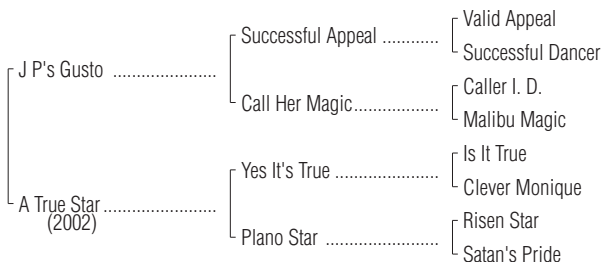 Valid Appeal
Successful Appeal ............
Successful Dancer
J P's Gusto ......................
Caller I. D.
Call Her Magic..................
Malibu Magic
Is It True
Yes It's True ......................
Clever Monique
A True Star ........................
(2002)
Risen Star
Plano Star ........................
Satan's Pride